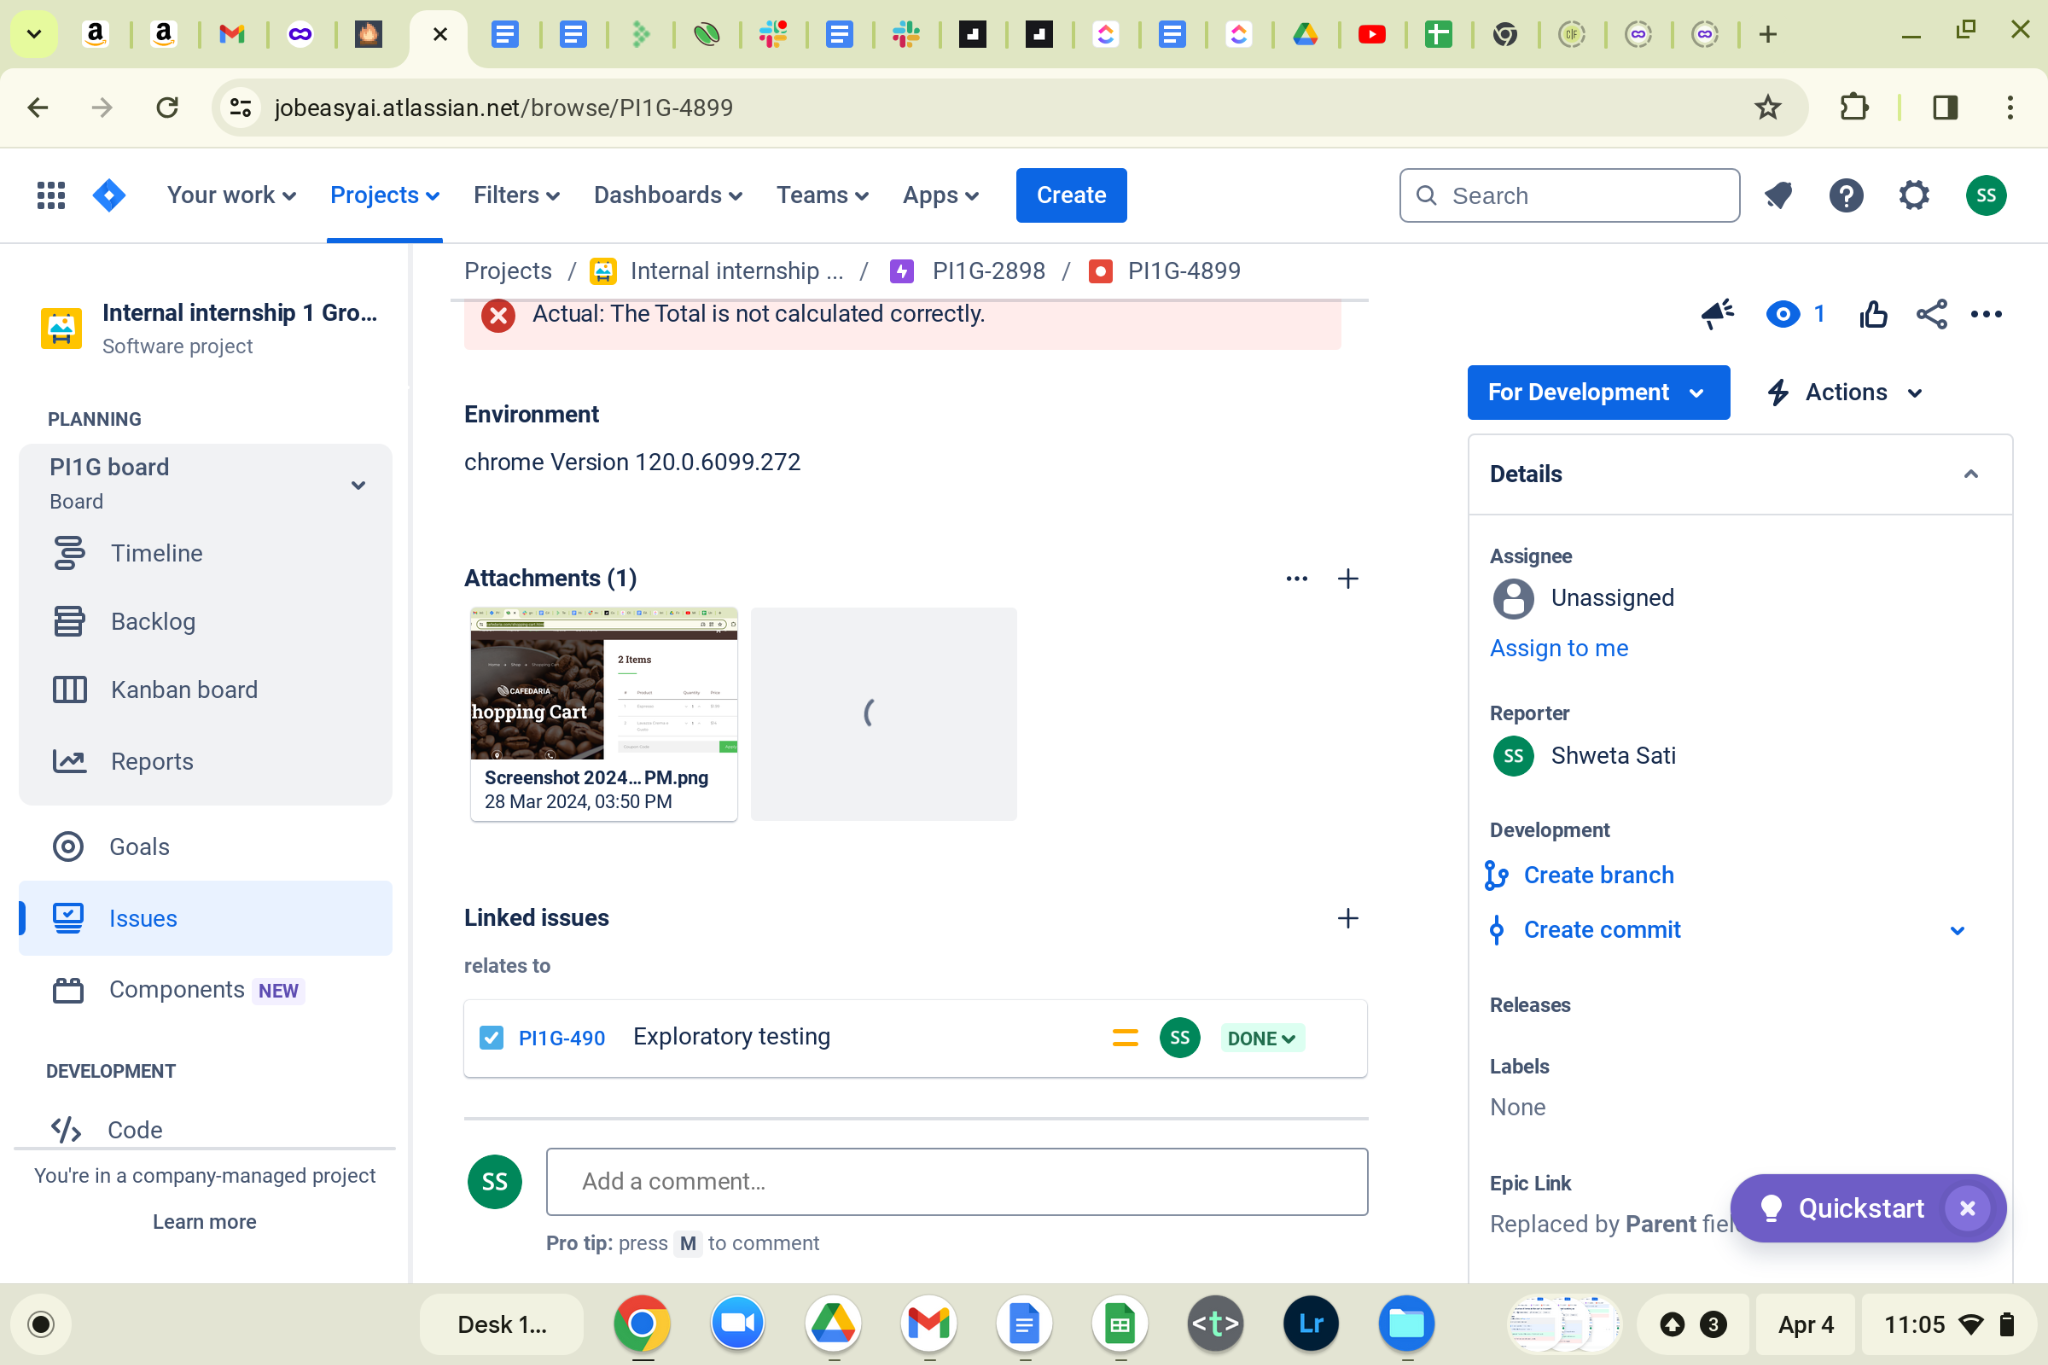 jobeasyai.atlassian.net/browse/PI1G-4899
Your work
Projects
Filters
Dashboards
Teams
Apps
Create
Search
SS
Internal internship 1 Gro...
Software project
PLANNING
PI1G board
Board
Timeline
Backlog
Kanban board
Reports
Goals
Issues
Components NEW
DEVELOPMENT
Code
You're in a company-managed project
Learn more
Projects / Internal internship ... / PI1G-2898 / PI1G-4899
Actual: The Total is not calculated correctly.
Environment
chrome Version 120.0.6099.272
Attachments (1)
2 Items
Product Quantity Price
CAFEDARIA
hopping Cart
Screenshot 2024... PM.png
28 Mar 2024, 03:50 PM
Linked issues
relates to
PI1G-490 Exploratory testing SS DONE
SS
Add a comment...
Pro tip: press M to comment
1
For Development
Actions
Details
Assignee
Unassigned
Assign to me
Reporter
SS Shweta Sati
Development
Create branch
Create commit
Releases
Labels
None
Epic Link
Replaced by Parent fiel
Quickstart
Desk 1...
<t>
Lr
3
Apr 4
11:05